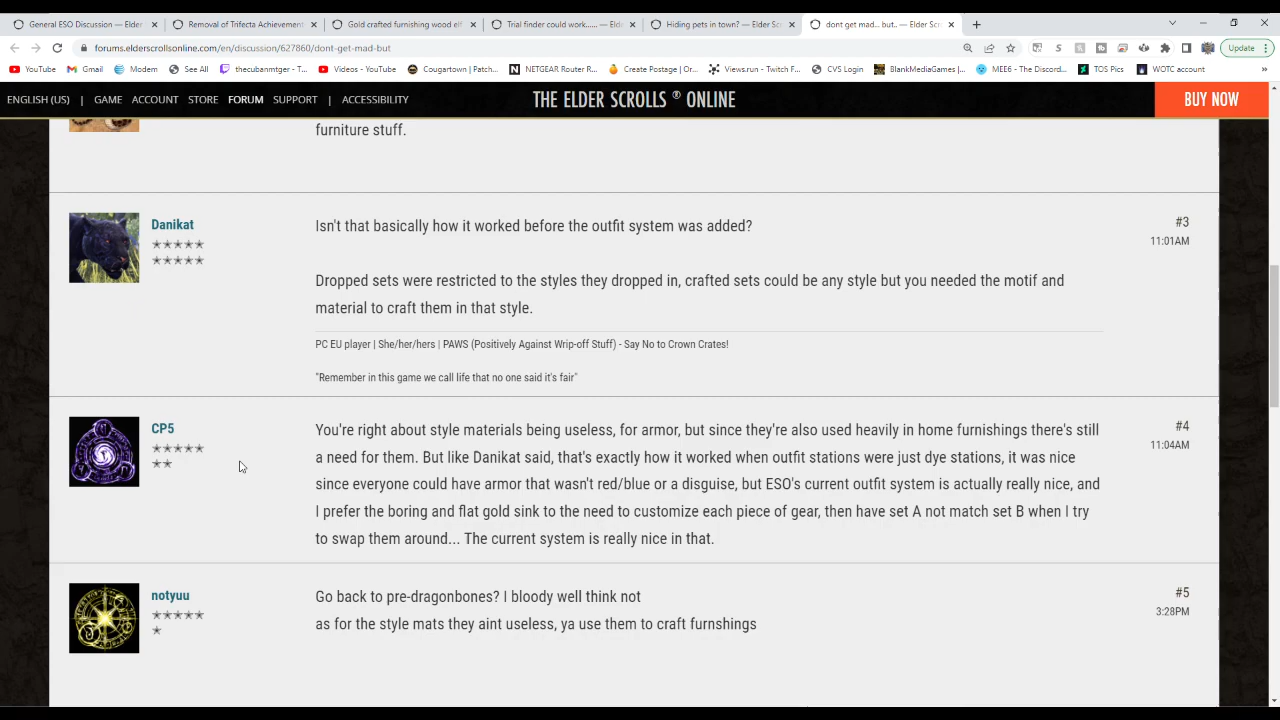 General ESO Discussion — Elder
Removal of Trifecta Achievement
Gold crafted furnishing wood elf
Trial finder could work...... — Eld
Hiding pets in town? — Elder Sc
dont get mad... but.. — Elder Scr
forums.elderscrollsonline.com/en/discussion/627860/dont-get-mad-but
Update
YouTube
Gmail
Modem
See All
thecubanmtger - T...
Videos - YouTube
Cougartown | Patch...
NETGEAR Router R...
Create Postage | Or...
Views.run - Twitch F...
CVS Login
BlankMediaGames |...
MEE6 - The Discord...
TOS Pics
WOTC account
»
ENGLISH (US) | GAME ACCOUNT STORE FORUM SUPPORT | ACCESSIBILITY
THE ELDER SCROLLS ® ONLINE
BUY NOW
furniture stuff.
Danikat
Isn't that basically how it worked before the outfit system was added?
#3
11:01AM
Dropped sets were restricted to the styles they dropped in, crafted sets could be any style but you needed the motif and
material to craft them in that style.
PC EU player | She/her/hers | PAWS (Positively Against Wrip-off Stuff) - Say No to Crown Crates!
"Remember in this game we call life that no one said it's fair"
CP5
You're right about style materials being useless, for armor, but since they're also used heavily in home furnishings there's still
#4
11:04AM
a need for them. But like Danikat said, that's exactly how it worked when outfit stations were just dye stations, it was nice
since everyone could have armor that wasn't red/blue or a disguise, but ESO's current outfit system is actually really nice, and
I prefer the boring and flat gold sink to the need to customize each piece of gear, then have set A not match set B when I try
to swap them around... The current system is really nice in that.
notyuu
Go back to pre-dragonbones? I bloody well think not
#5
3:28PM
as for the style mats they aint useless, ya use them to craft furnshings